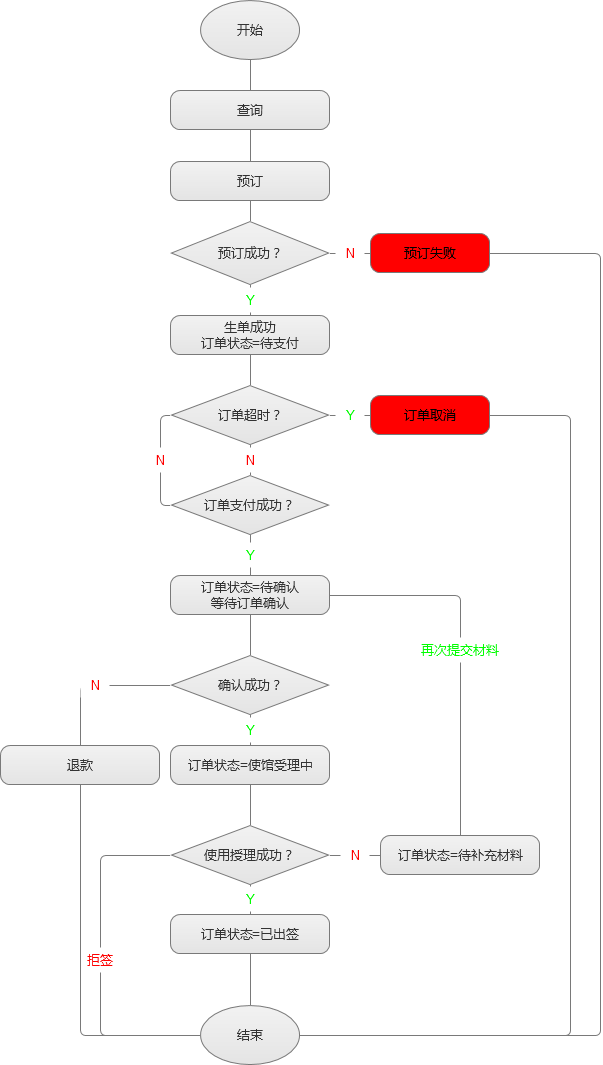 开始
查询
预订
预订成功？
N
预订失败
Y
生单成功
订单状态=待支付
订单超时？
Y
订单取消
N
N
订单支付成功？
Y
订单状态=待确认
等待订单确认
再次提交材料
确认成功？
N
Y
退款
订单状态=使馆受理中
使用授理成功？
N
订单状态=待补充材料
Y
订单状态=已出签
拒签
结束